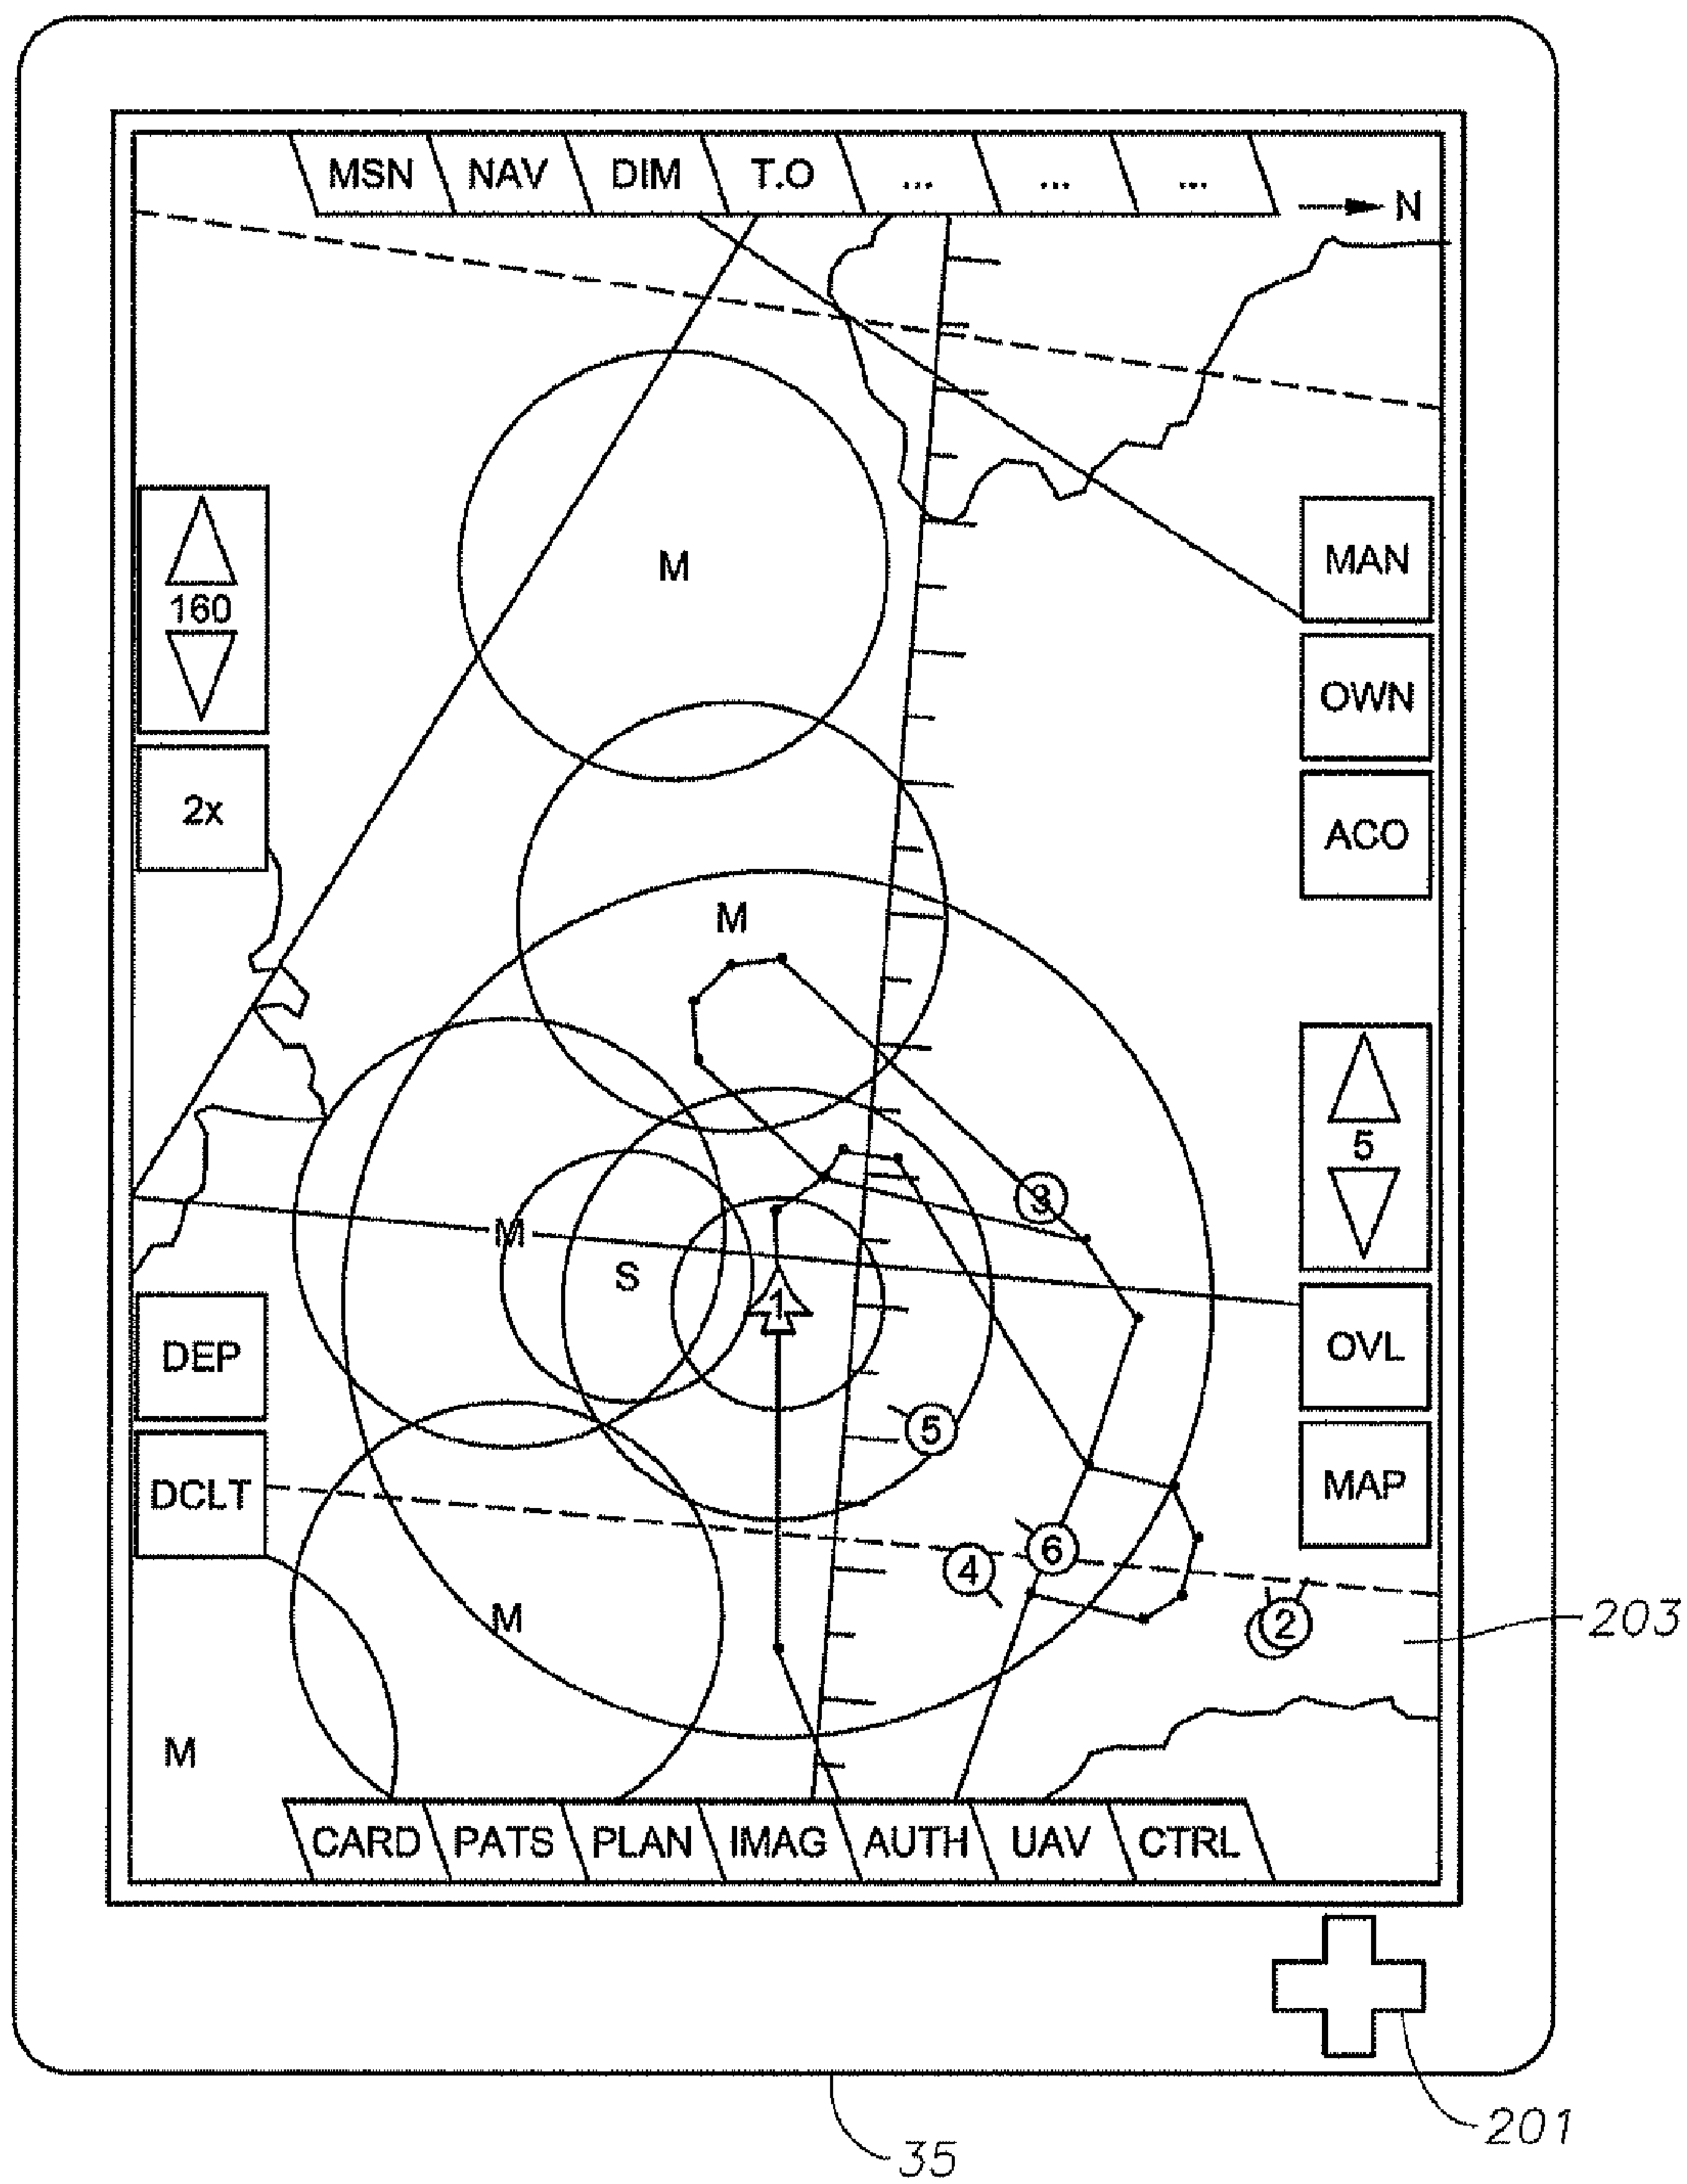 MSN NAV DIM T.O ... ... ...
N
M
MAN
160
OWN
2x
ACO
M
5
3
M
S
1
OVL
DEP
5
MAP
DCLT
6
4
2
203
M
M
CARD PATS PLAN IMAG AUTH UAV CTRL
201
35